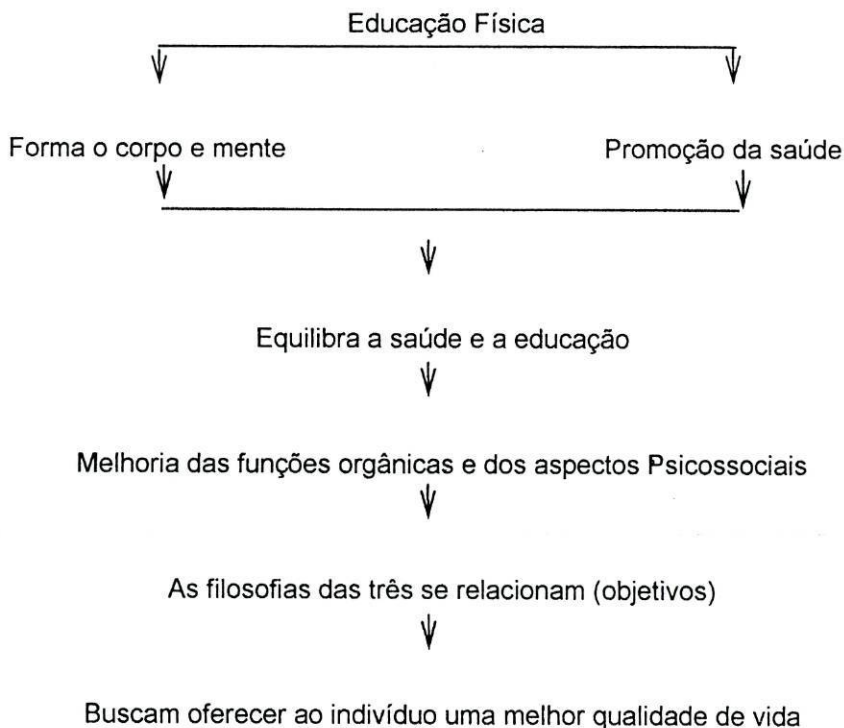 Educação Física
Forma o corpo e mente
Promoção da saúde
Equilibra a saúde e a educação
Melhoria das funções orgânicas e dos aspectos Psicossociais
As filosofias das três se relacionam (objetivos)
Buscam oferecer ao indivíduo uma melhor qualidade de vida